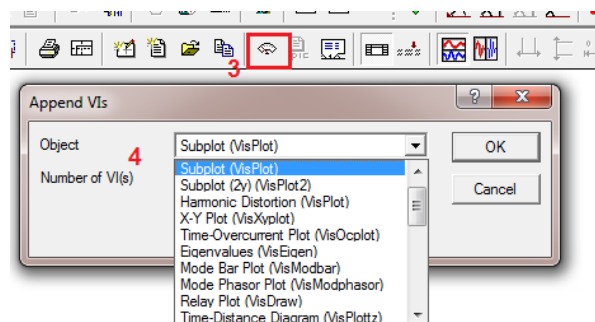 3
Append VIs
Object
4
Subplot (VisPlot)
OK
Number of VI(s)
Subplot (VisPlot)
Subplot (2y) (VisPlot2)
Cancel
Harmonic Distortion (VisPlot)
X-Y Plot (VisXyplot)
Time-Overcurrent Plot (VisOcplot)
Eigenvalues (VisEigen)
Mode Bar Plot (VisModbar)
Mode Phasor Plot (VisModphasor)
Relay Plot (VisDraw)
Time-Distance Diagram (VisPlottz)